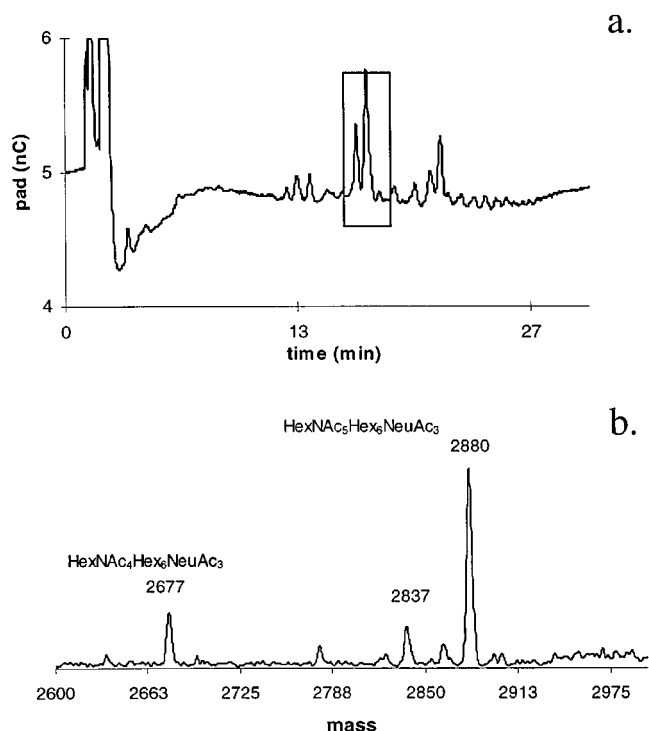 a.
6
5
4
pad (nC)
0 13 27
time (min)
b.
HexNAc₅Hex₆NeuAc₃
2880
HexNAc₄Hex₆NeuAc₃
2677
2837
2600 2663 2725 2788 2850 2913 2975
mass